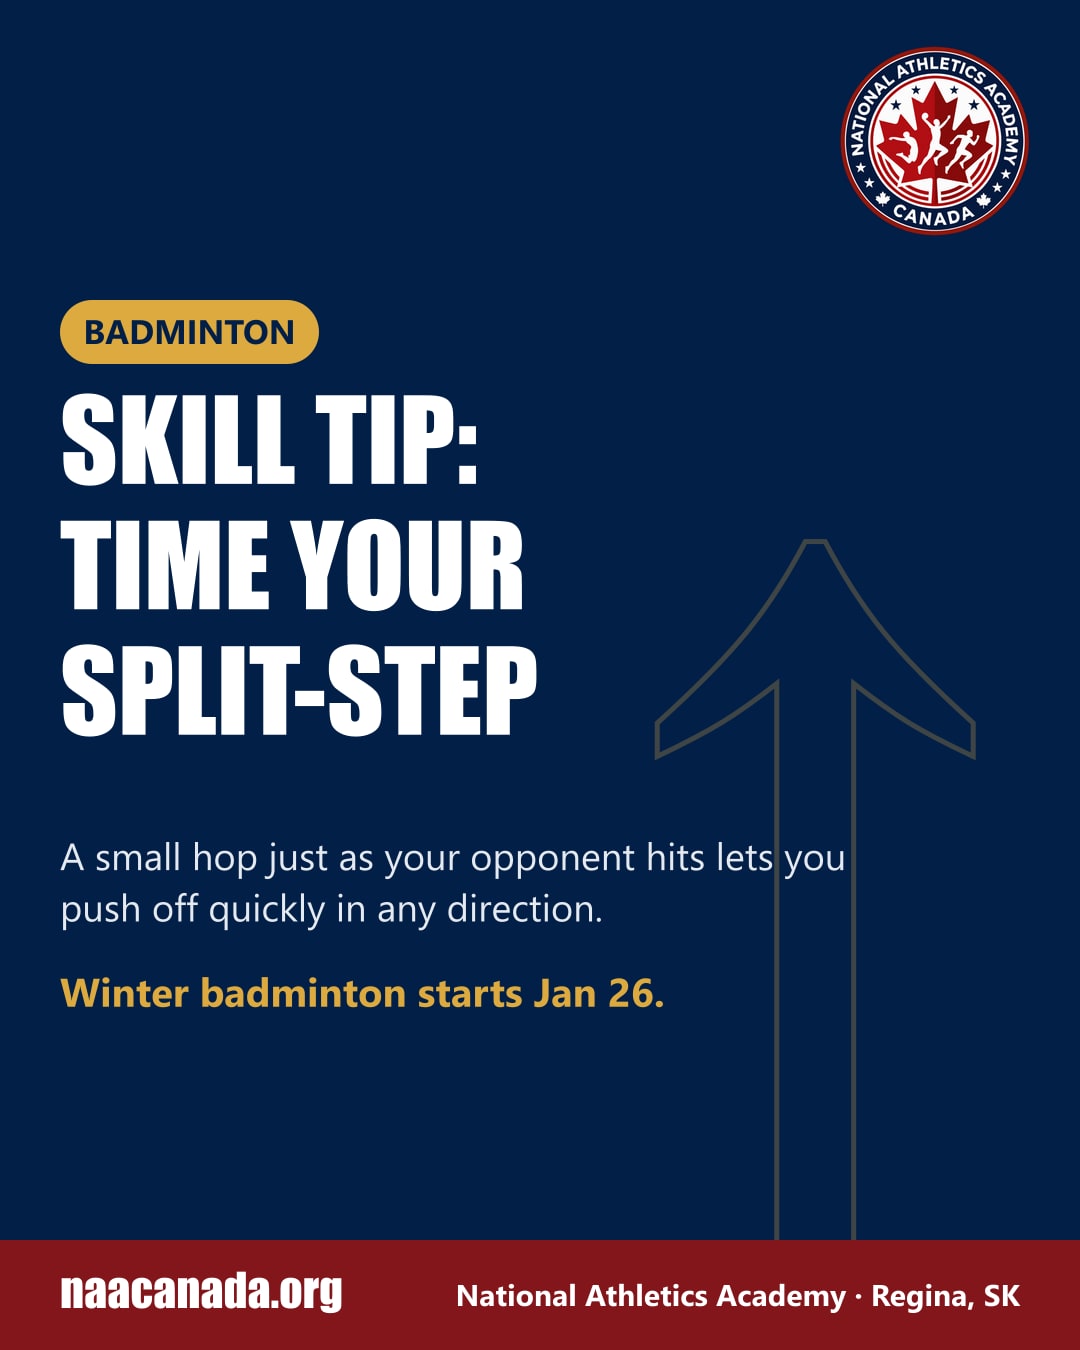 NATIONAL ATHLETICS ACADEMY
CANADA
BADMINTON
SKILL TIP:
TIME YOUR
SPLIT-STEP
A small hop just as your opponent hits lets you
push off quickly in any direction.
Winter badminton starts Jan 26.
naacanada.org
National Athletics Academy · Regina, SK